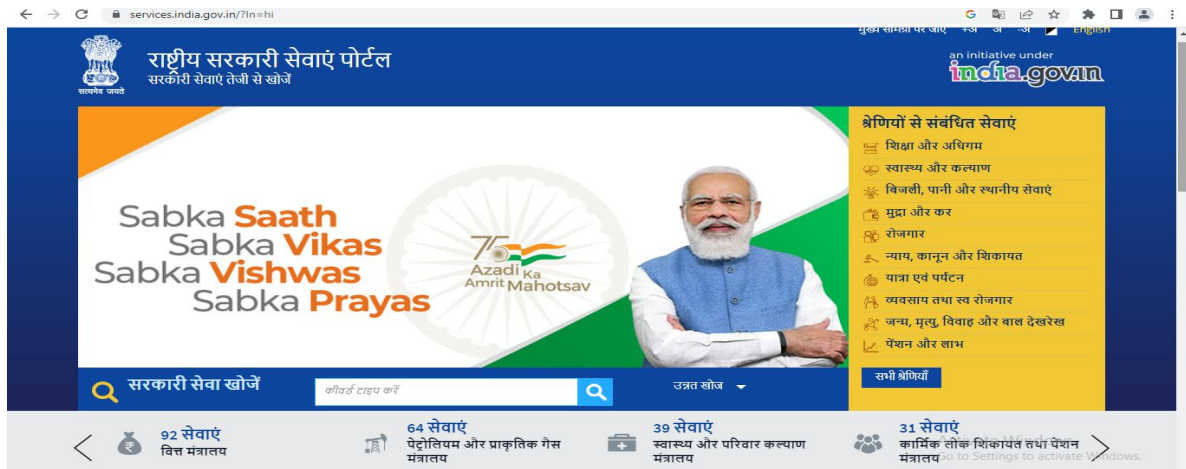 services.india.gov.in/?ln=hi
मुख्य सामग्री पर जाएं +अ अ -अ English
राष्ट्रीय सरकारी सेवाएं पोर्टल
सरकारी सेवाएं तेजी से खोजें
सत्यमेव जयते
an initiative under
india.gov.in
Sabka Saath
Sabka Vikas
Sabka Vishwas
Sabka Prayas
75
Azadi Ka
Amrit Mahotsav
श्रेणियों से संबंधित सेवाएं
शिक्षा और अधिगम
स्वास्थ्य और कल्याण
बिजली, पानी और स्थानीय सेवाएं
मुद्रा और कर
रोजगार
न्याय, कानून और शिकायत
यात्रा एवं पर्यटन
व्यवसाय तथा स्व रोजगार
जन्म, मृत्यु, विवाह और बाल देखरेख
पेंशन और लाभ
सभी श्रेणियाँ
सरकारी सेवा खोजें
कीवर्ड टाइप करें
उन्नत खोज
92 सेवाएं
वित्त मंत्रालय
64 सेवाएं
पेट्रोलियम और प्राकृतिक गैस
मंत्रालय
39 सेवाएं
स्वास्थ्य और परिवार कल्याण
मंत्रालय
31 सेवाएं
कार्मिक लोक शिकायत तथा पेंशन
मंत्रालय
Activate Windows
Go to Settings to activate Windows.